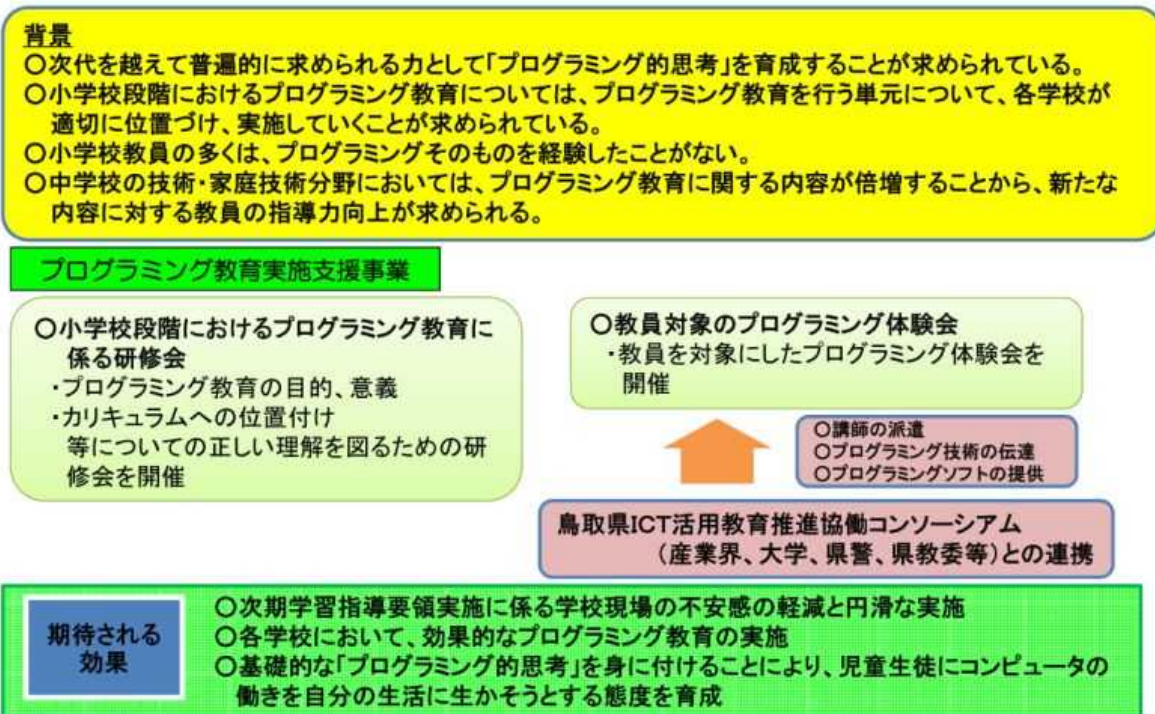 背景
○次代を越えて普遍的に求められる力として「プログラミング的思考」を育成することが求められている。
○小学校段階におけるプログラミング教育については、プログラミング教育を行う単元について、各学校が
適切に位置づけ、実施していくことが求められている。
○小学校教員の多くは、プログラミングそのものを経験したことがない。
○中学校の技術・家庭技術分野においては、プログラミング教育に関する内容が倍増することから、新たな
内容に対する教員の指導力向上が求められる。
プログラミング教育実施支援事業
○小学校段階におけるプログラミング教育に
係る研修会
・プログラミング教育の目的、意義
・カリキュラムへの位置付け
等についての正しい理解を図るための研
修会を開催
○教員対象のプログラミング体験会
・教員を対象にしたプログラミング体験会を
開催
○講師の派遣
○プログラミング技術の伝達
○プログラミングソフトの提供
鳥取県ICT活用教育推進協働コンソーシアム
(産業界、大学、県警、県教委等)との連携
期待される
効果
○次期学習指導要領実施に係る学校現場の不安感の軽減と円滑な実施
○各学校において、効果的なプログラミング教育の実施
○基礎的な「プログラミング的思考」を身に付けることにより、児童生徒にコンピュータの
働きを自分の生活に生かそうとする態度を育成